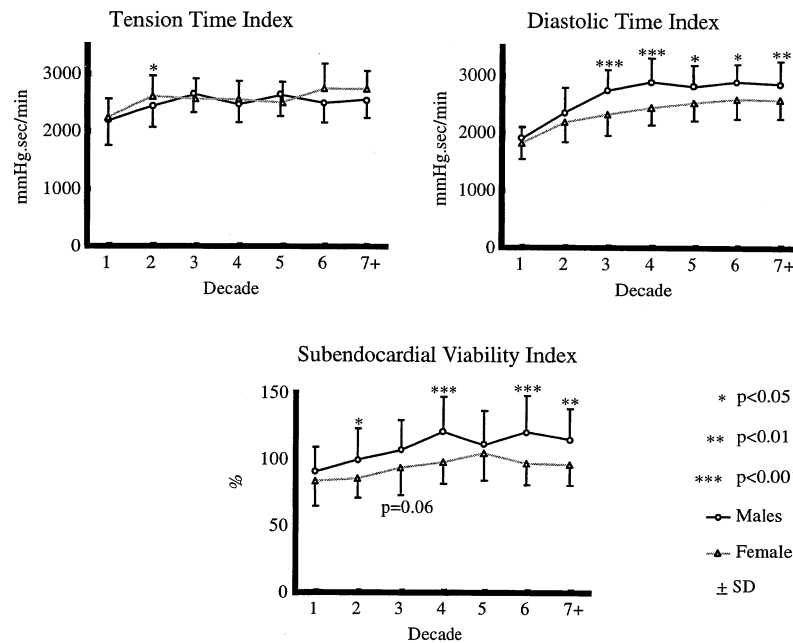 Tension Time Index
mmHg.sec/min
3000
2000
1000
0
*
1 2 3 4 5 6 7+
Decade
Diastolic Time Index
mmHg.sec/min
3000
2000
1000
0
*** *** * * **
1 2 3 4 5 6 7+
Decade
Subendocardial Viability Index
%
150
100
50
0
* *** *** **
p=0.06
1 2 3 4 5 6 7+
Decade
* p<0.05
** p<0.01
*** p<0.00
Males
Female
± SD